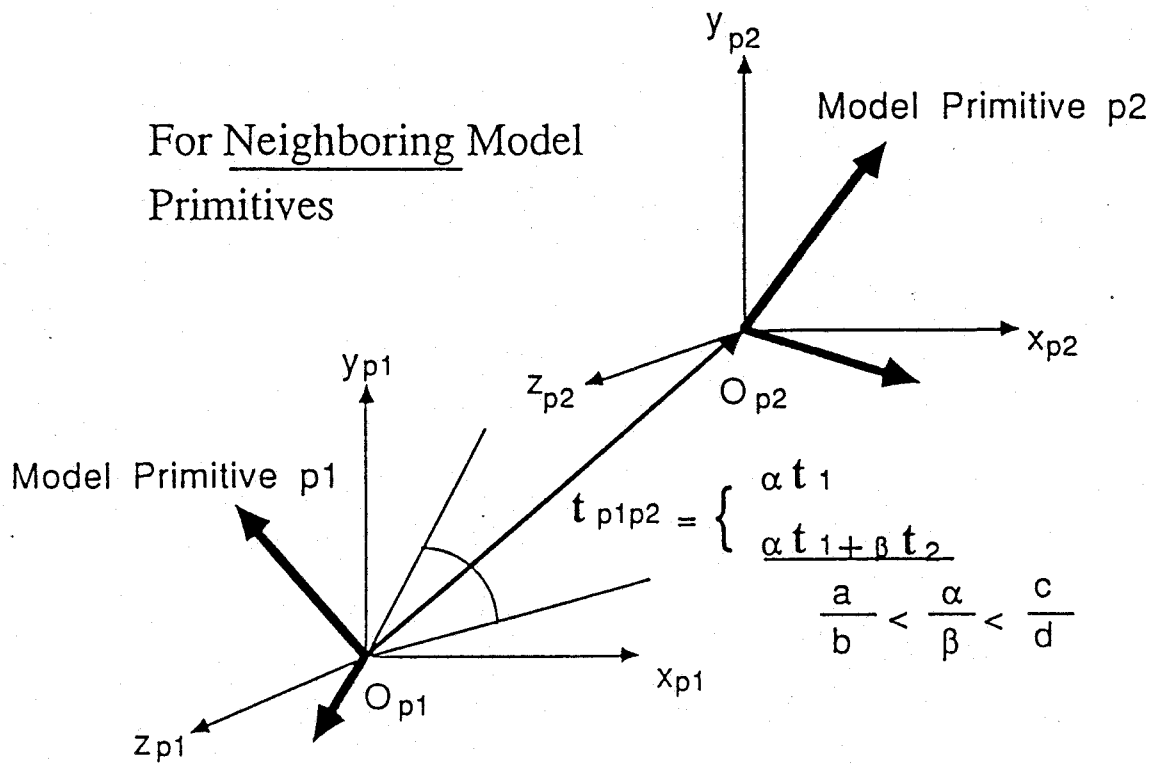 y p2
Model Primitive p2
For Neighboring Model
Primitives
x p2
y p1
z p2
O p2
Model Primitive p1
α t 1
t p1p2 = {
α t 1 + β t 2
a/b < α/β < c/d
x p1
O p1
z p1